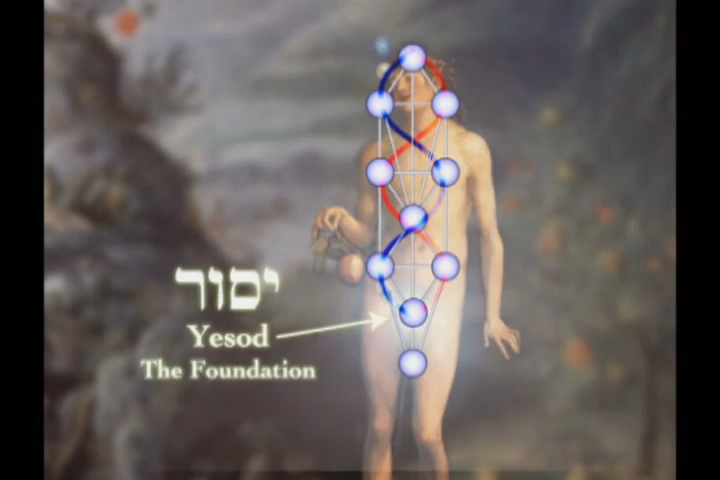 יסוד
Yesod
The Foundation